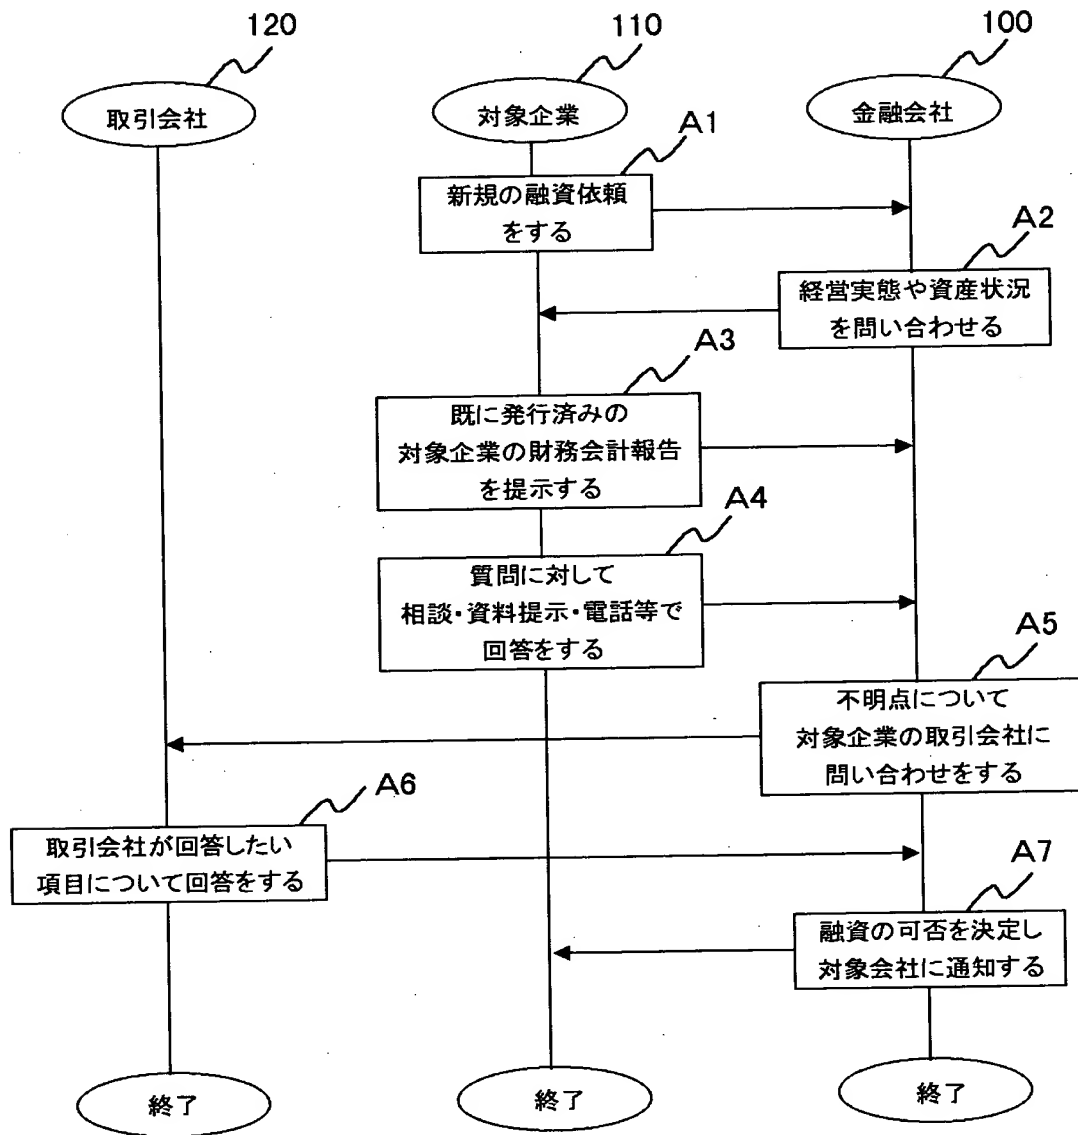 120
110
100
取引会社
対象企業
金融会社
A1
新規の融資依頼
をする
A2
経営実態や資産状況
を問い合わせる
A3
既に発行済みの
対象企業の財務会計報告
を提示する
A4
質問に対して
相談・資料提示・電話等で
回答をする
A5
不明点について
対象企業の取引会社に
問い合わせをする
A6
取引会社が回答したい
項目について回答をする
A7
融資の可否を決定し
対象会社に通知する
終了
終了
終了